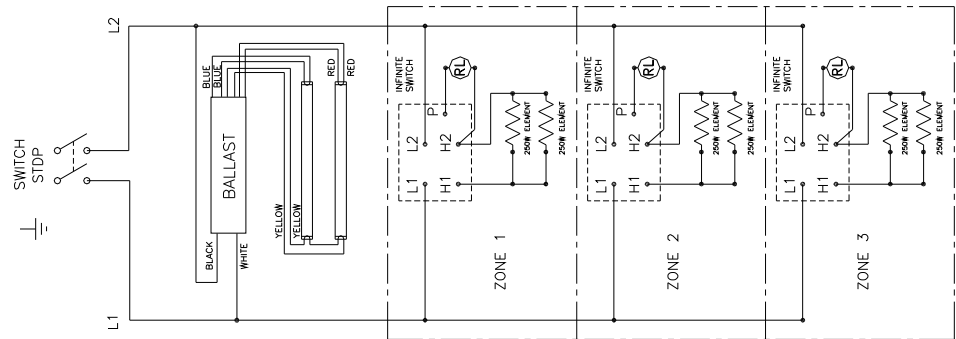 SWITCH
STDP
L2
L1
BALLAST
BLACK
WHITE
BLUE
BLUE
RED
RED
YELLOW
YELLOW
INFINITE
SWITCH
P
RL
L2
H2
L1
H1
250W ELEMENT
250W ELEMENT
ZONE 1
INFINITE
SWITCH
P
RL
L2
H2
L1
H1
250W ELEMENT
250W ELEMENT
ZONE 2
INFINITE
SWITCH
P
RL
L2
H2
L1
H1
250W ELEMENT
250W ELEMENT
ZONE 3